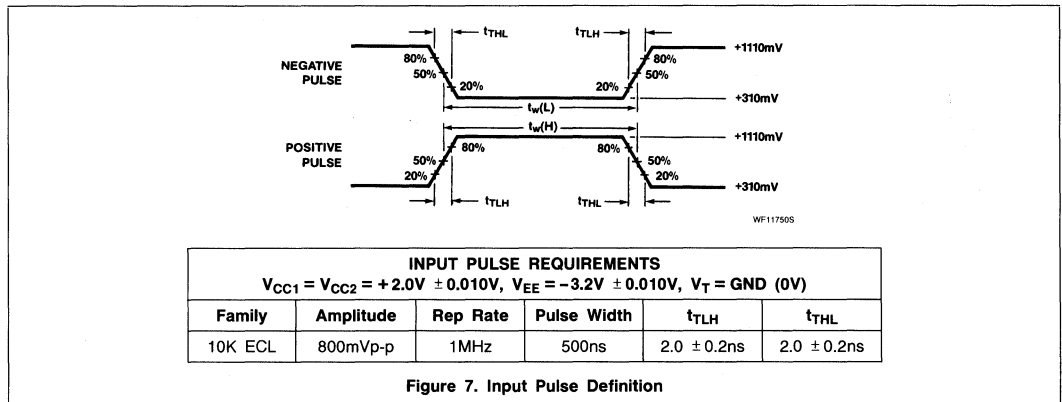 tTHL tTLH
+1110mV
80% 80%
NEGATIVE PULSE
50% 50%
20% 20%
+310mV
tw(L)
tw(H)
+1110mV
POSITIVE PULSE
80% 80%
50% 50%
20% 20%
+310mV
tTLH tTHL
WF11750S
INPUT PULSE REQUIREMENTS
VCC1 = VCC2 = +2.0V ±0.010V, VEE = −3.2V ±0.010V, VT = GND (0V)
Family Amplitude Rep Rate Pulse Width tTLH tTHL
10K ECL 800mVp-p 1MHz 500ns 2.0 ±0.2ns 2.0 ±0.2ns
Figure 7. Input Pulse Definition